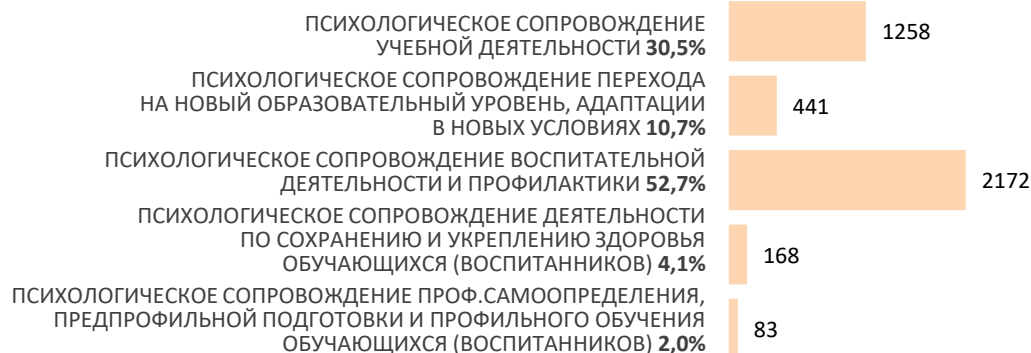 ПСИХОЛОГИЧЕСКОЕ СОПРОВОЖДЕНИЕ
УЧЕБНОЙ ДЕЯТЕЛЬНОСТИ 30,5%
1258
ПСИХОЛОГИЧЕСКОЕ СОПРОВОЖДЕНИЕ ПЕРЕХОДА
НА НОВЫЙ ОБРАЗОВАТЕЛЬНЫЙ УРОВЕНЬ, АДАПТАЦИИ
В НОВЫХ УСЛОВИЯХ 10,7%
441
ПСИХОЛОГИЧЕСКОЕ СОПРОВОЖДЕНИЕ ВОСПИТАТЕЛЬНОЙ
ДЕЯТЕЛЬНОСТИ И ПРОФИЛАКТИКИ 52,7%
2172
ПСИХОЛОГИЧЕСКОЕ СОПРОВОЖДЕНИЕ ДЕЯТЕЛЬНОСТИ
ПО СОХРАНЕНИЮ И УКРЕПЛЕНИЮ ЗДОРОВЬЯ
ОБУЧАЮЩИХСЯ (ВОСПИТАННИКОВ) 4,1%
168
ПСИХОЛОГИЧЕСКОЕ СОПРОВОЖДЕНИЕ ПРОФ.САМООПРЕДЕЛЕНИЯ,
ПРЕДПРОФИЛЬНОЙ ПОДГОТОВКИ И ПРОФИЛЬНОГО ОБУЧЕНИЯ
ОБУЧАЮЩИХСЯ (ВОСПИТАННИКОВ) 2,0%
83